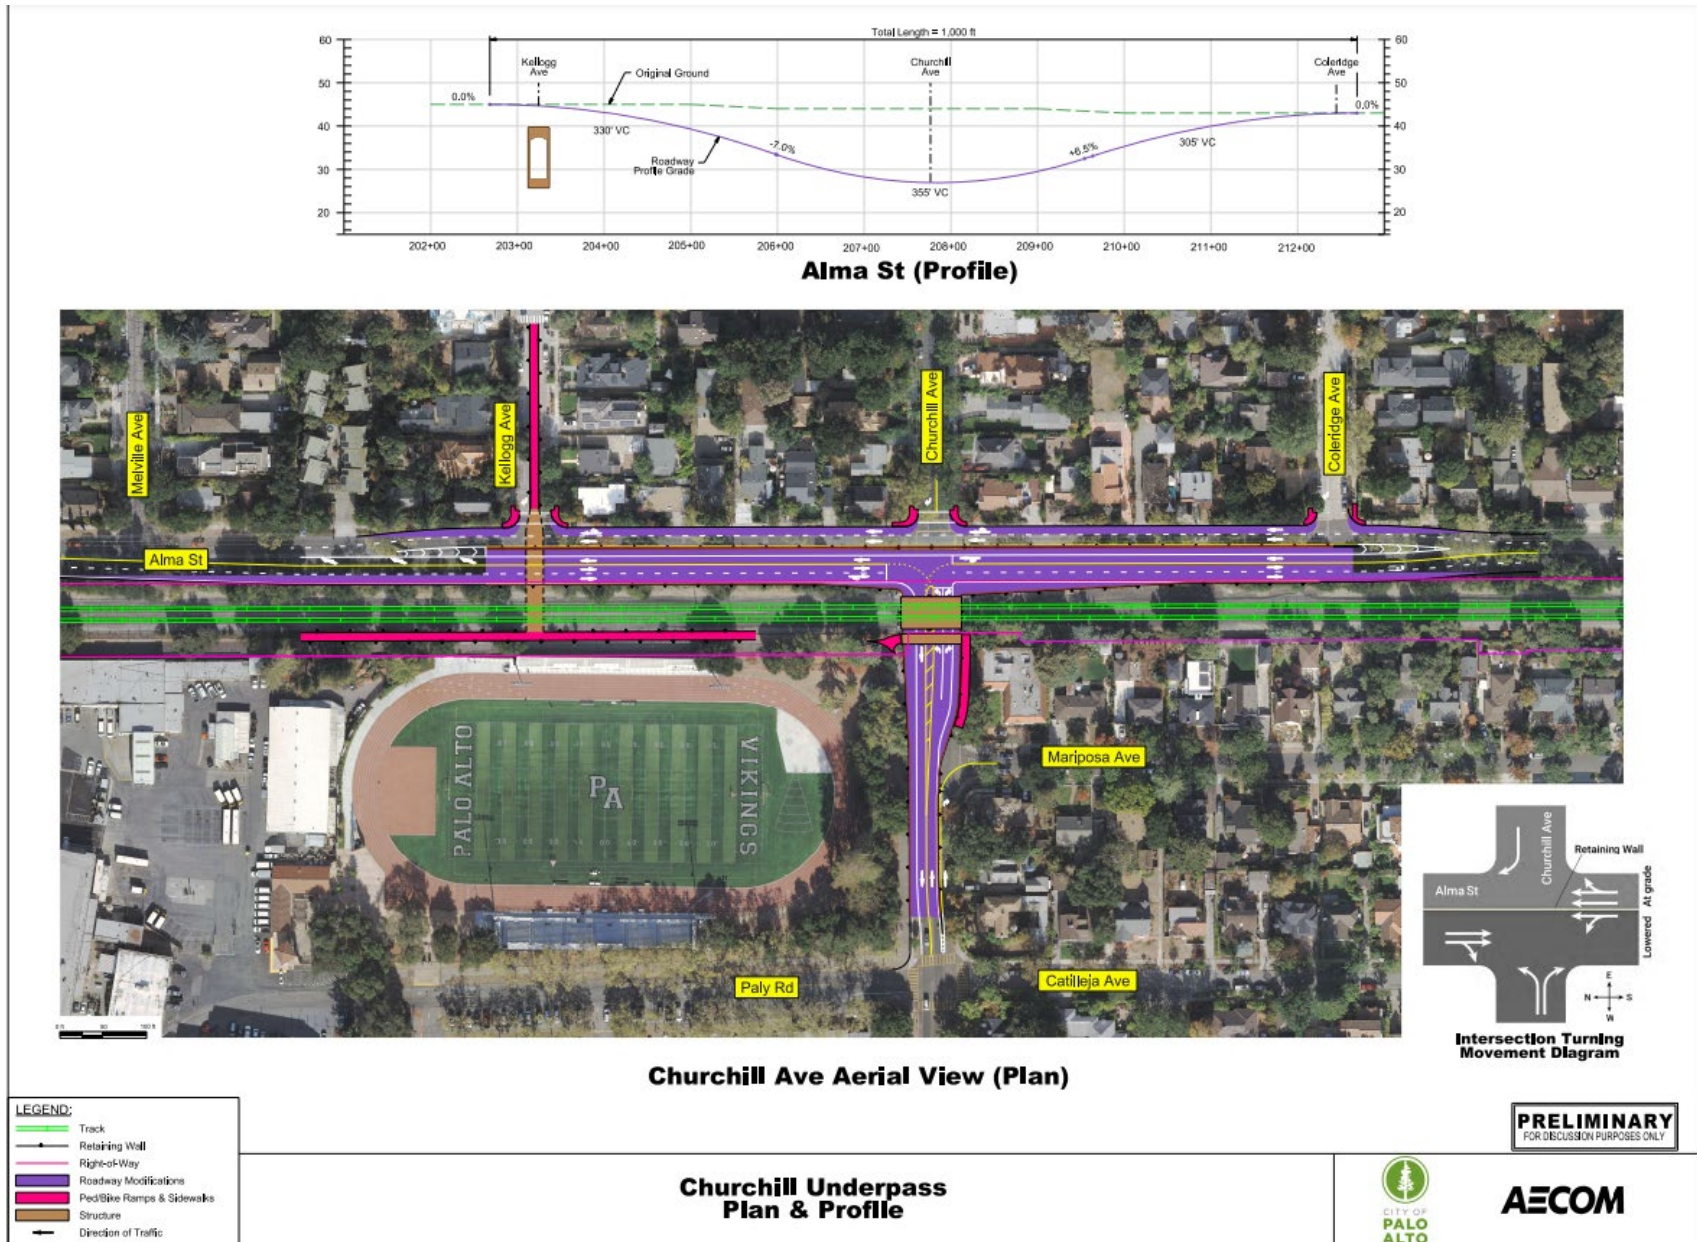 Total Length = 1,000 ft
60
60
50
50
40
40
30
30
20
20
Kellogg
Ave
Original Ground
Churchill
Ave
Coleridge
Ave
0.0%
0.0%
330' VC
-7.0%
Roadway
Profile Grade
355' VC
+6.5%
305' VC
202+00
203+00
204+00
205+00
206+00
207+00
208+00
209+00
210+00
211+00
212+00
Alma St (Profile)
Melville Ave
Kellogg Ave
Churchill Ave
Coleridge Ave
Alma St
PALO ALTO
PA
VIKINGS
Mariposa Ave
Paly Rd
Catilleja Ave
Churchill Ave
Retaining Wall
Alma St
At grade
Lowered
E
N
S
W
Intersection Turning
Movement Diagram
Churchill Ave Aerial View (Plan)
LEGEND:
Track
Retaining Wall
Right-of-Way
Roadway Modifications
Ped/Bike Ramps & Sidewalks
Structure
Direction of Traffic
PRELIMINARY
FOR DISCUSSION PURPOSES ONLY
Churchill Underpass
Plan & Profile
CITY OF
PALO
ALTO
AECOM